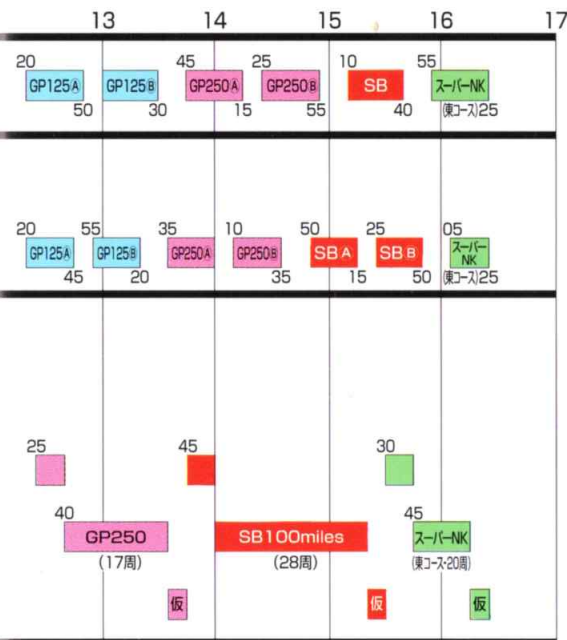 13 14 15 16 17
20 45 25 10 55
GP125Ⓐ GP125Ⓑ GP250Ⓐ GP250Ⓑ SB スーパーNK
50 30 15 55 40 (東コース)25
20 55 35 10 50 25 05
GP125Ⓐ GP125Ⓑ GP250Ⓐ GP250Ⓑ SBⒶ SBⒷ スーパー
NK
45 20 35 15 50 (東コース)25
25 45 30
40 45
GP250 SB100miles スーパーNK
(17周) (28周) (東コース・20周)
仮 仮 仮